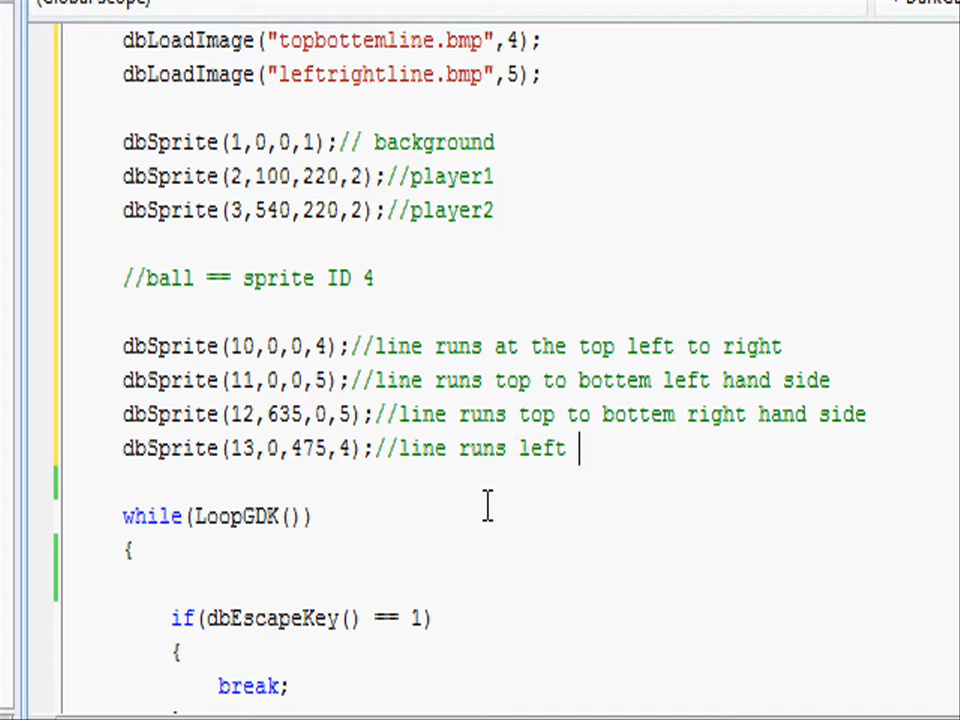 dbLoadImage("topbottemline.bmp",4);
dbLoadImage("leftrightline.bmp",5);
dbSprite(1,0,0,1);// background
dbSprite(2,100,220,2);//player1
dbSprite(3,540,220,2);//player2
//ball == sprite ID 4
dbSprite(10,0,0,4);//line runs at the top left to right
dbSprite(11,0,0,5);//line runs top to bottem left hand side
dbSprite(12,635,0,5);//line runs top to bottem right hand side
dbSprite(13,0,475,4);//line runs left
while(LoopGDK())
{
if(dbEscapeKey() == 1)
{
break;